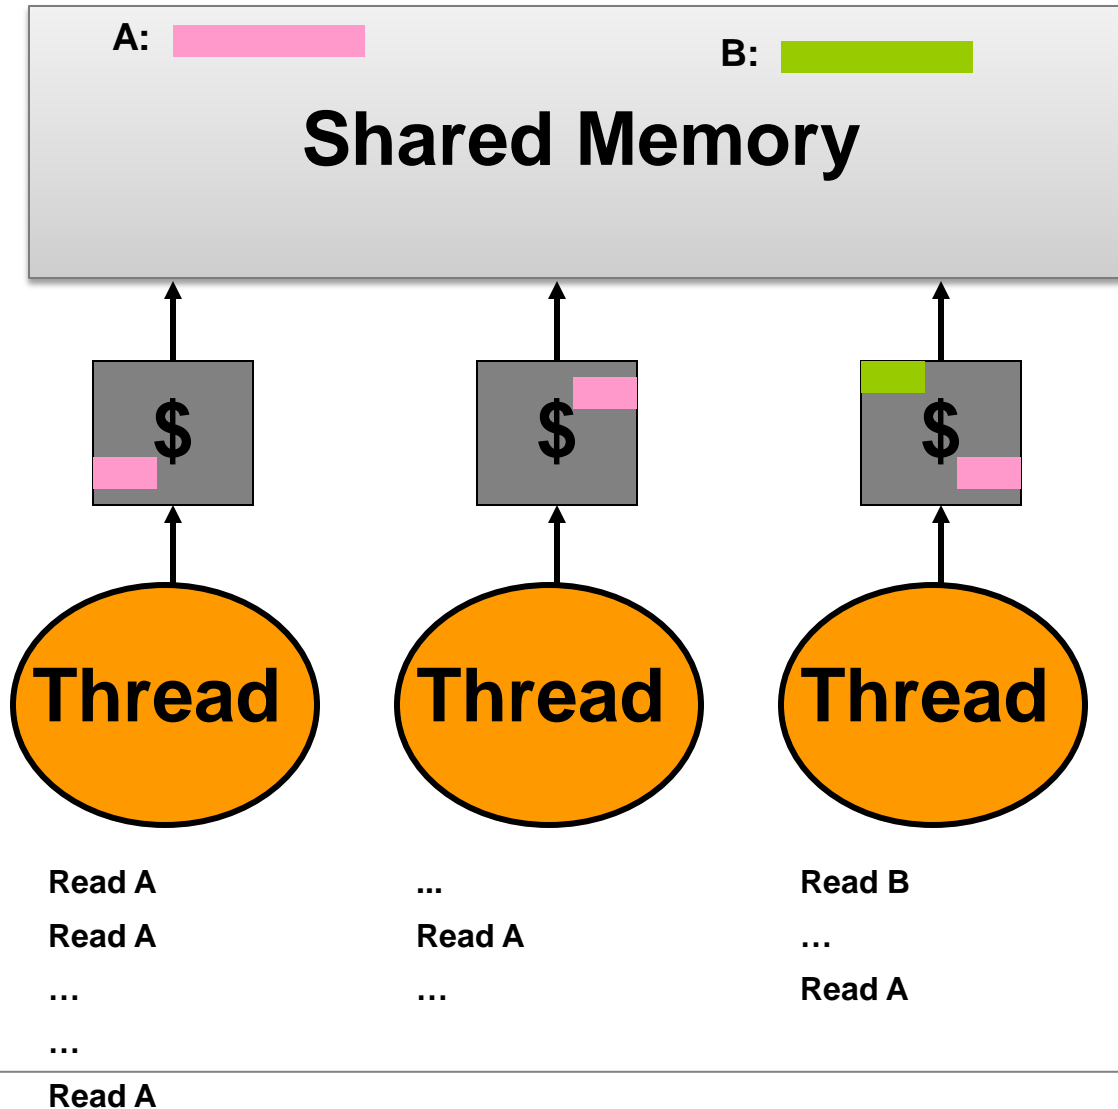 A:
B:
Shared Memory
$ $ $
Thread Thread Thread
Read A ... Read B
Read A Read A …
… … Read A
…
Read A